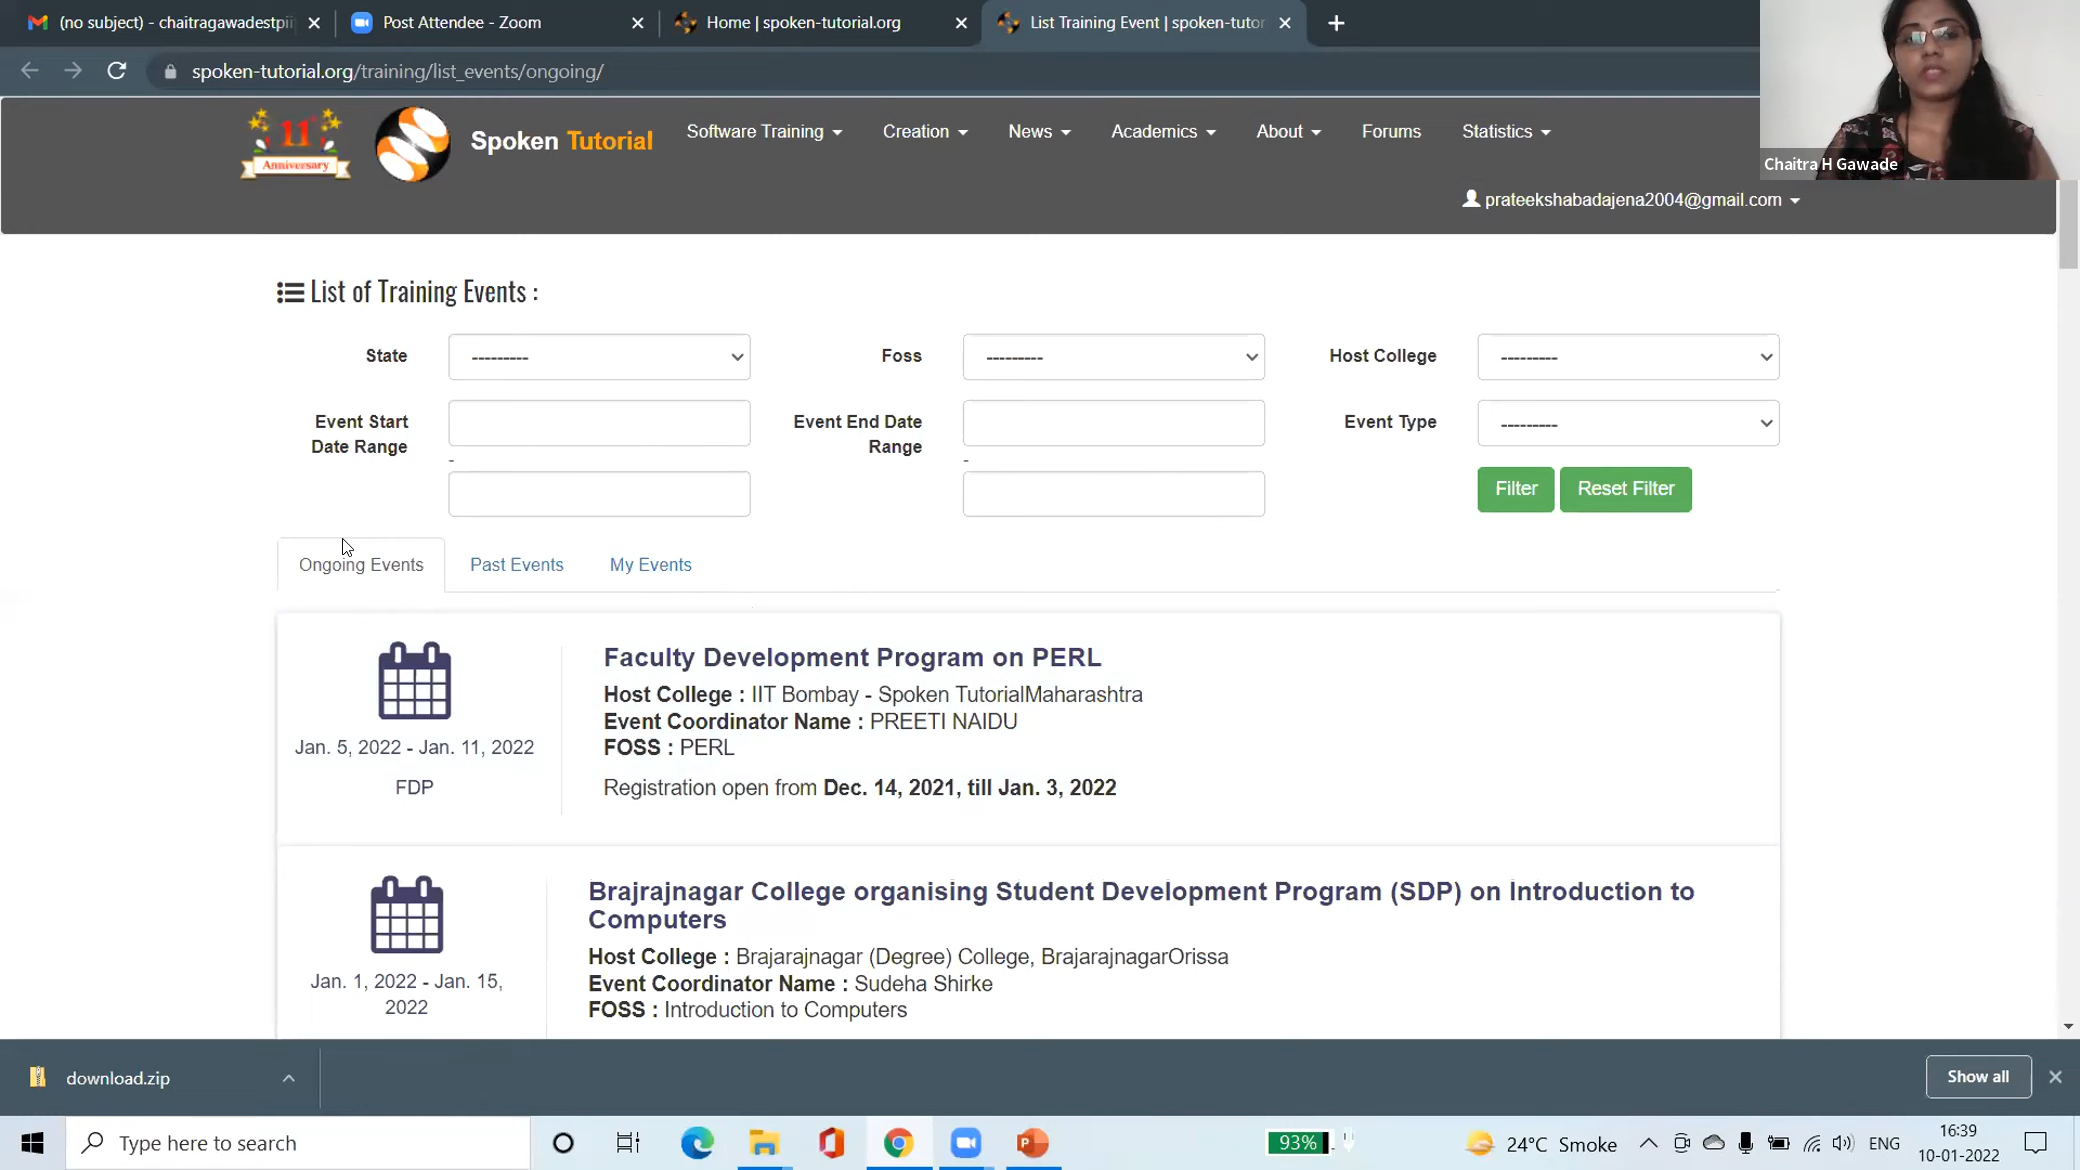 (no subject) - chaitragawadestpii
Post Attendee - Zoom
Home | spoken-tutorial.org
List Training Event | spoken-tutor
spoken-tutorial.org/training/list_events/ongoing/
11
Anniversary
Spoken Tutorial
Software Training
Creation
News
Academics
About
Forums
Statistics
Chaitra H Gawade
prateekshabadajena2004@gmail.com
List of Training Events :
State
---------
Foss
---------
Host College
---------
Event Start
Date Range
-
Event End Date
Range
-
Event Type
---------
Filter
Reset Filter
Ongoing Events
Past Events
My Events
Faculty Development Program on PERL
Host College : IIT Bombay - Spoken TutorialMaharashtra
Event Coordinator Name : PREETI NAIDU
FOSS : PERL
Registration open from Dec. 14, 2021, till Jan. 3, 2022
Jan. 5, 2022 - Jan. 11, 2022
FDP
Brajrajnagar College organising Student Development Program (SDP) on Introduction to
Computers
Host College : Brajarajnagar (Degree) College, BrajarajnagarOrissa
Event Coordinator Name : Sudeha Shirke
FOSS : Introduction to Computers
Jan. 1, 2022 - Jan. 15,
2022
download.zip
Show all
Type here to search
93%
24°C Smoke
ENG
16:39
10-01-2022